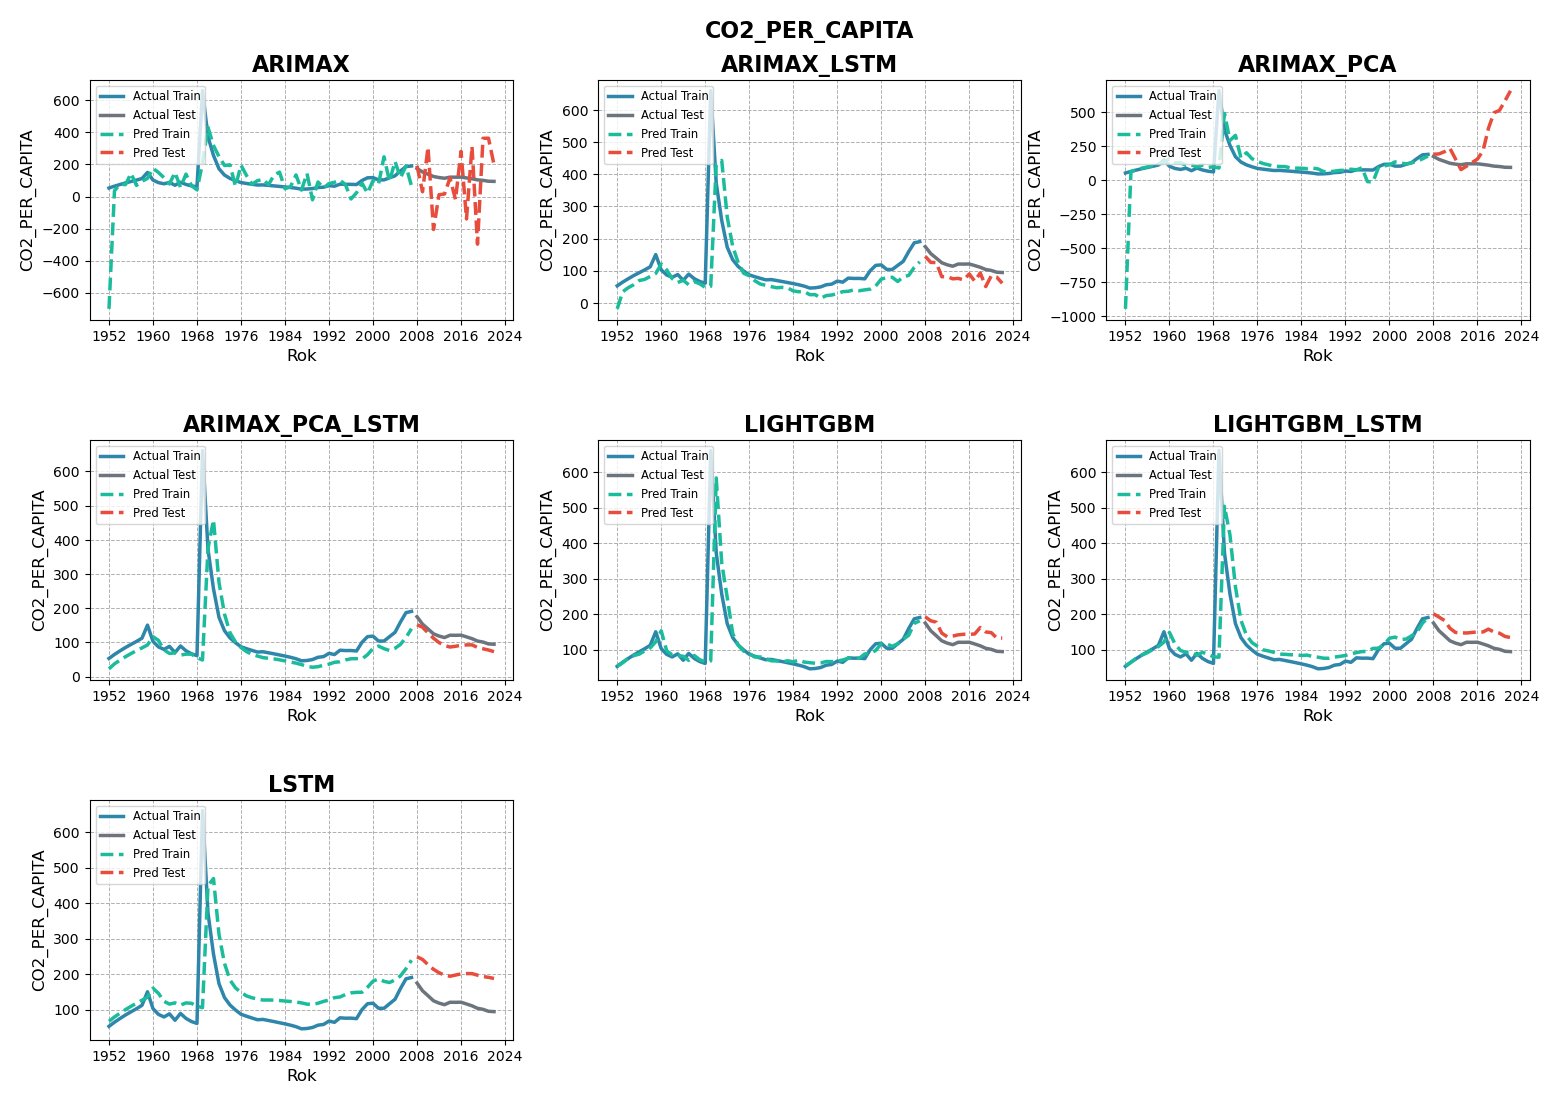 CO2_PER_CAPITA
ARIMAX
CO2_PER_CAPITA
600
400
200
0
−200
−400
−600
Actual Train
Actual Test
Pred Train
Pred Test
1952 1960 1968 1976 1984 1992 2000 2008 2016 2024
Rok
ARIMAX_LSTM
CO2_PER_CAPITA
600
500
400
300
200
100
0
Actual Train
Actual Test
Pred Train
Pred Test
1952 1960 1968 1976 1984 1992 2000 2008 2016 2024
Rok
ARIMAX_PCA
CO2_PER_CAPITA
500
250
0
−250
−500
−750
−1000
Actual Train
Actual Test
Pred Train
Pred Test
1952 1960 1968 1976 1984 1992 2000 2008 2016 2024
Rok
ARIMAX_PCA_LSTM
CO2_PER_CAPITA
600
500
400
300
200
100
0
Actual Train
Actual Test
Pred Train
Pred Test
1952 1960 1968 1976 1984 1992 2000 2008 2016 2024
Rok
LIGHTGBM
CO2_PER_CAPITA
600
500
400
300
200
100
Actual Train
Actual Test
Pred Train
Pred Test
1952 1960 1968 1976 1984 1992 2000 2008 2016 2024
Rok
LIGHTGBM_LSTM
CO2_PER_CAPITA
600
500
400
300
200
100
Actual Train
Actual Test
Pred Train
Pred Test
1952 1960 1968 1976 1984 1992 2000 2008 2016 2024
Rok
LSTM
CO2_PER_CAPITA
600
500
400
300
200
100
Actual Train
Actual Test
Pred Train
Pred Test
1952 1960 1968 1976 1984 1992 2000 2008 2016 2024
Rok